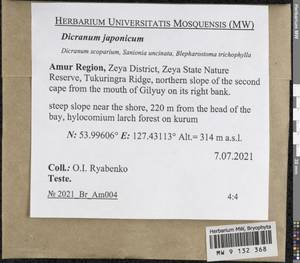 HERBARIUM UNIVERSITATIS MOSQUENSIS (MW)
Dicranum japonicum
Dicranum scoparium, Sanionia uncinata, Blepharostoma trichophylla
Amur Region, Zeya District, Zeya State Nature
Reserve, Tukuringra Ridge, northern slope of the second
cape from the mouth of Gilyuy on its right bank.
steep slope near the shore, 220 m from the head of the
bay, hylocomium larch forest on kurum
N: 53.99606° E: 127.43113° Alt.= 314 m a.s.l.
7.07.2021
Coll.: O.I. Ryabenko
Teste.
№ 2021_Br_Am004
4:4
Herbarium MW, Bryophyta
MW 9 132 368